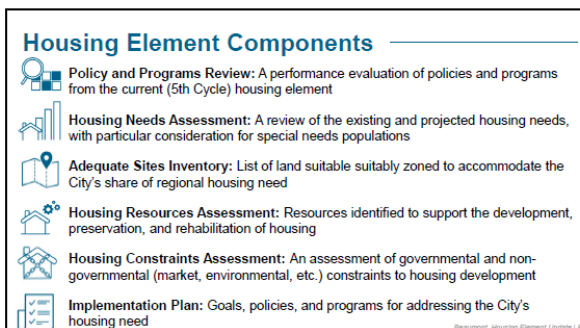 Housing Element Components
Policy and Programs Review: A performance evaluation of policies and programs
from the current (5th Cycle) housing element
Housing Needs Assessment: A review of the existing and projected housing needs,
with particular consideration for special needs populations
Adequate Sites Inventory: List of land suitable suitably zoned to accommodate the
City's share of regional housing need
Housing Resources Assessment: Resources identified to support the development,
preservation, and rehabilitation of housing
Housing Constraints Assessment: An assessment of governmental and non-
governmental (market, environmental, etc.) constraints to housing development
Implementation Plan: Goals, policies, and programs for addressing the City's
housing need
Beaumont Housing Element Update